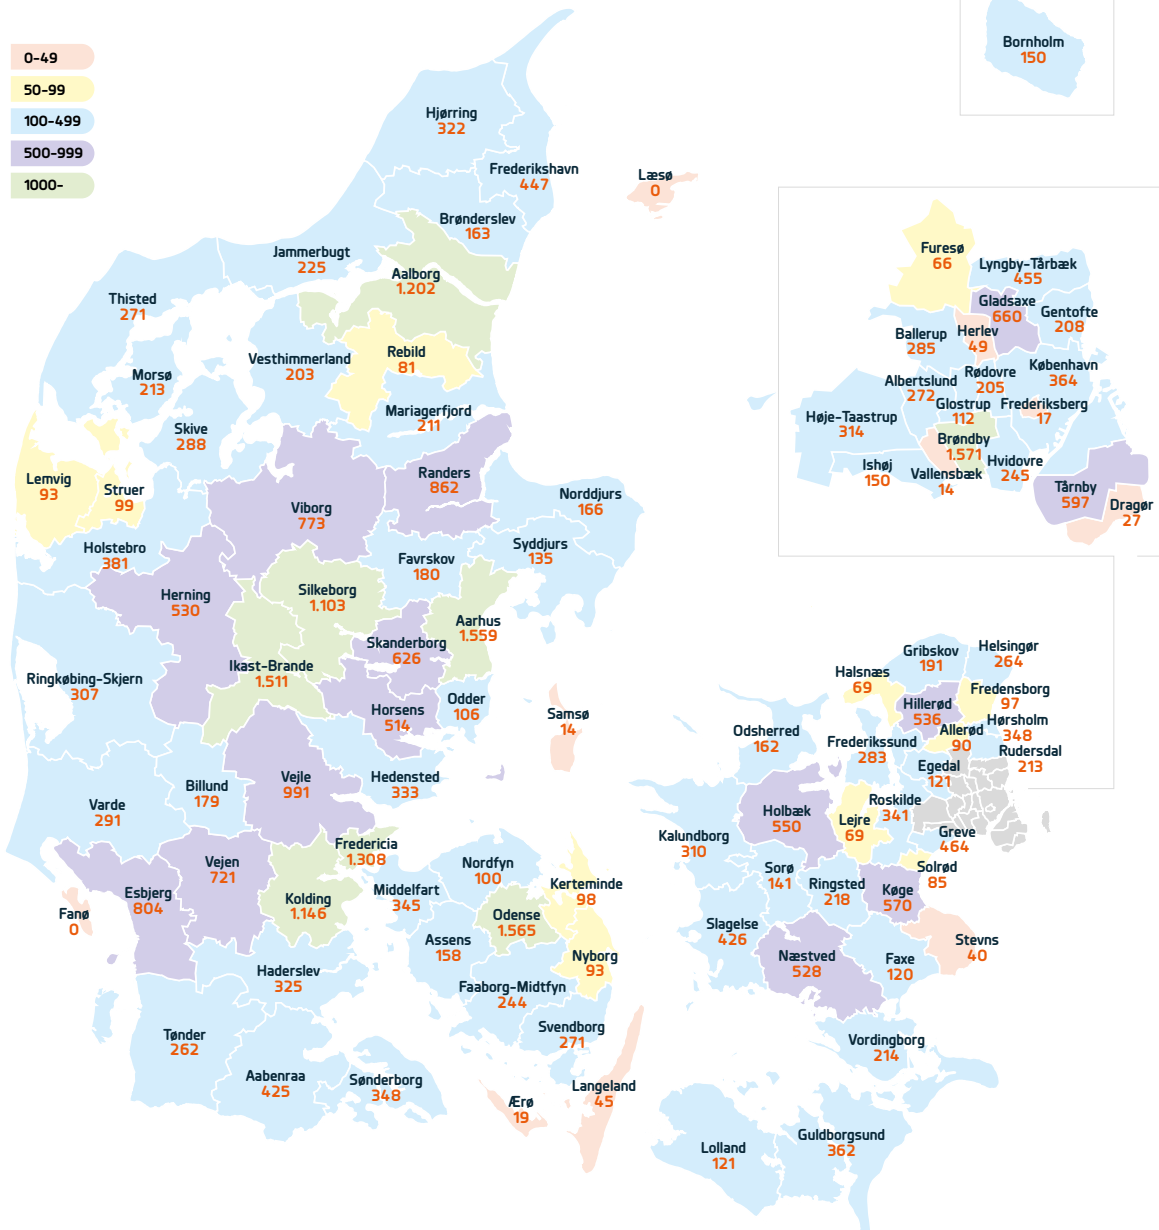 0-49
50-99
100-499
500-999
1000-
Bornholm
150
Hjørring
322
Frederikshavn
447
Læsø
0
Brønderslev
163
Jammerbugt
225
Aalborg
1.202
Thisted
271
Vesthimmerland
203
Rebild
81
Morsø
213
Mariagerfjord
211
Skive
288
Lemvig
93
Struer
99
Randers
862
Viborg
773
Norddjurs
166
Holstebro
381
Syddjurs
135
Favrskov
180
Herning
530
Silkeborg
1.103
Aarhus
1.559
Skanderborg
626
Ikast-Brande
1.511
Ringkøbing-Skjern
307
Horsens
514
Odder
106
Samsø
14
Hedensted
333
Vejle
991
Billund
179
Varde
291
Fredericia
1.308
Vejen
721
Kolding
1.146
Esbjerg
804
Fanø
0
Nordfyn
100
Middelfart
345
Kerteminde
98
Odense
1.565
Assens
158
Nyborg
93
Haderslev
325
Faaborg-Midtfyn
244
Svendborg
271
Tønder
262
Aabenraa
425
Sønderborg
348
Ærø
19
Langeland
45
Furesø
66
Lyngby-Tårbæk
455
Gladsaxe
660
Gentofte
208
Ballerup
285
Herlev
49
Rødovre
205
København
364
Albertslund
272
Glostrup
112
Frederiksberg
17
Høje-Taastrup
314
Brøndby
1.571
Hvidovre
245
Ishøj
150
Vallensbæk
14
Tårnby
597
Dragør
27
Gribskov
191
Helsingør
264
Halsnæs
69
Hillerød
536
Fredensborg
97
Hørsholm
348
Allerød
90
Rudersdal
213
Odsherred
162
Frederikssund
283
Egedal
121
Holbæk
550
Lejre
69
Roskilde
341
Greve
464
Kalundborg
310
Sorø
141
Ringsted
218
Solrød
85
Køge
570
Slagelse
426
Stevns
40
Næstved
528
Faxe
120
Vordingborg
214
Lolland
121
Guldborgsund
362